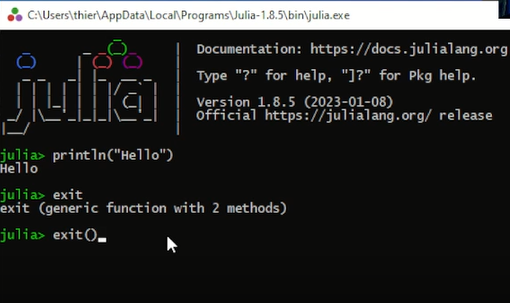 C:\Users\thier\AppData\Local\Programs\Julia-1.8.5\bin\julia.exe
Documentation: https://docs.julialang.org
Type "?" for help, "]?" for Pkg help.
Version 1.8.5 (2023-01-08)
Official https://julialang.org/ release
julia> println("Hello")
Hello
julia> exit
exit (generic function with 2 methods)
julia> exit()